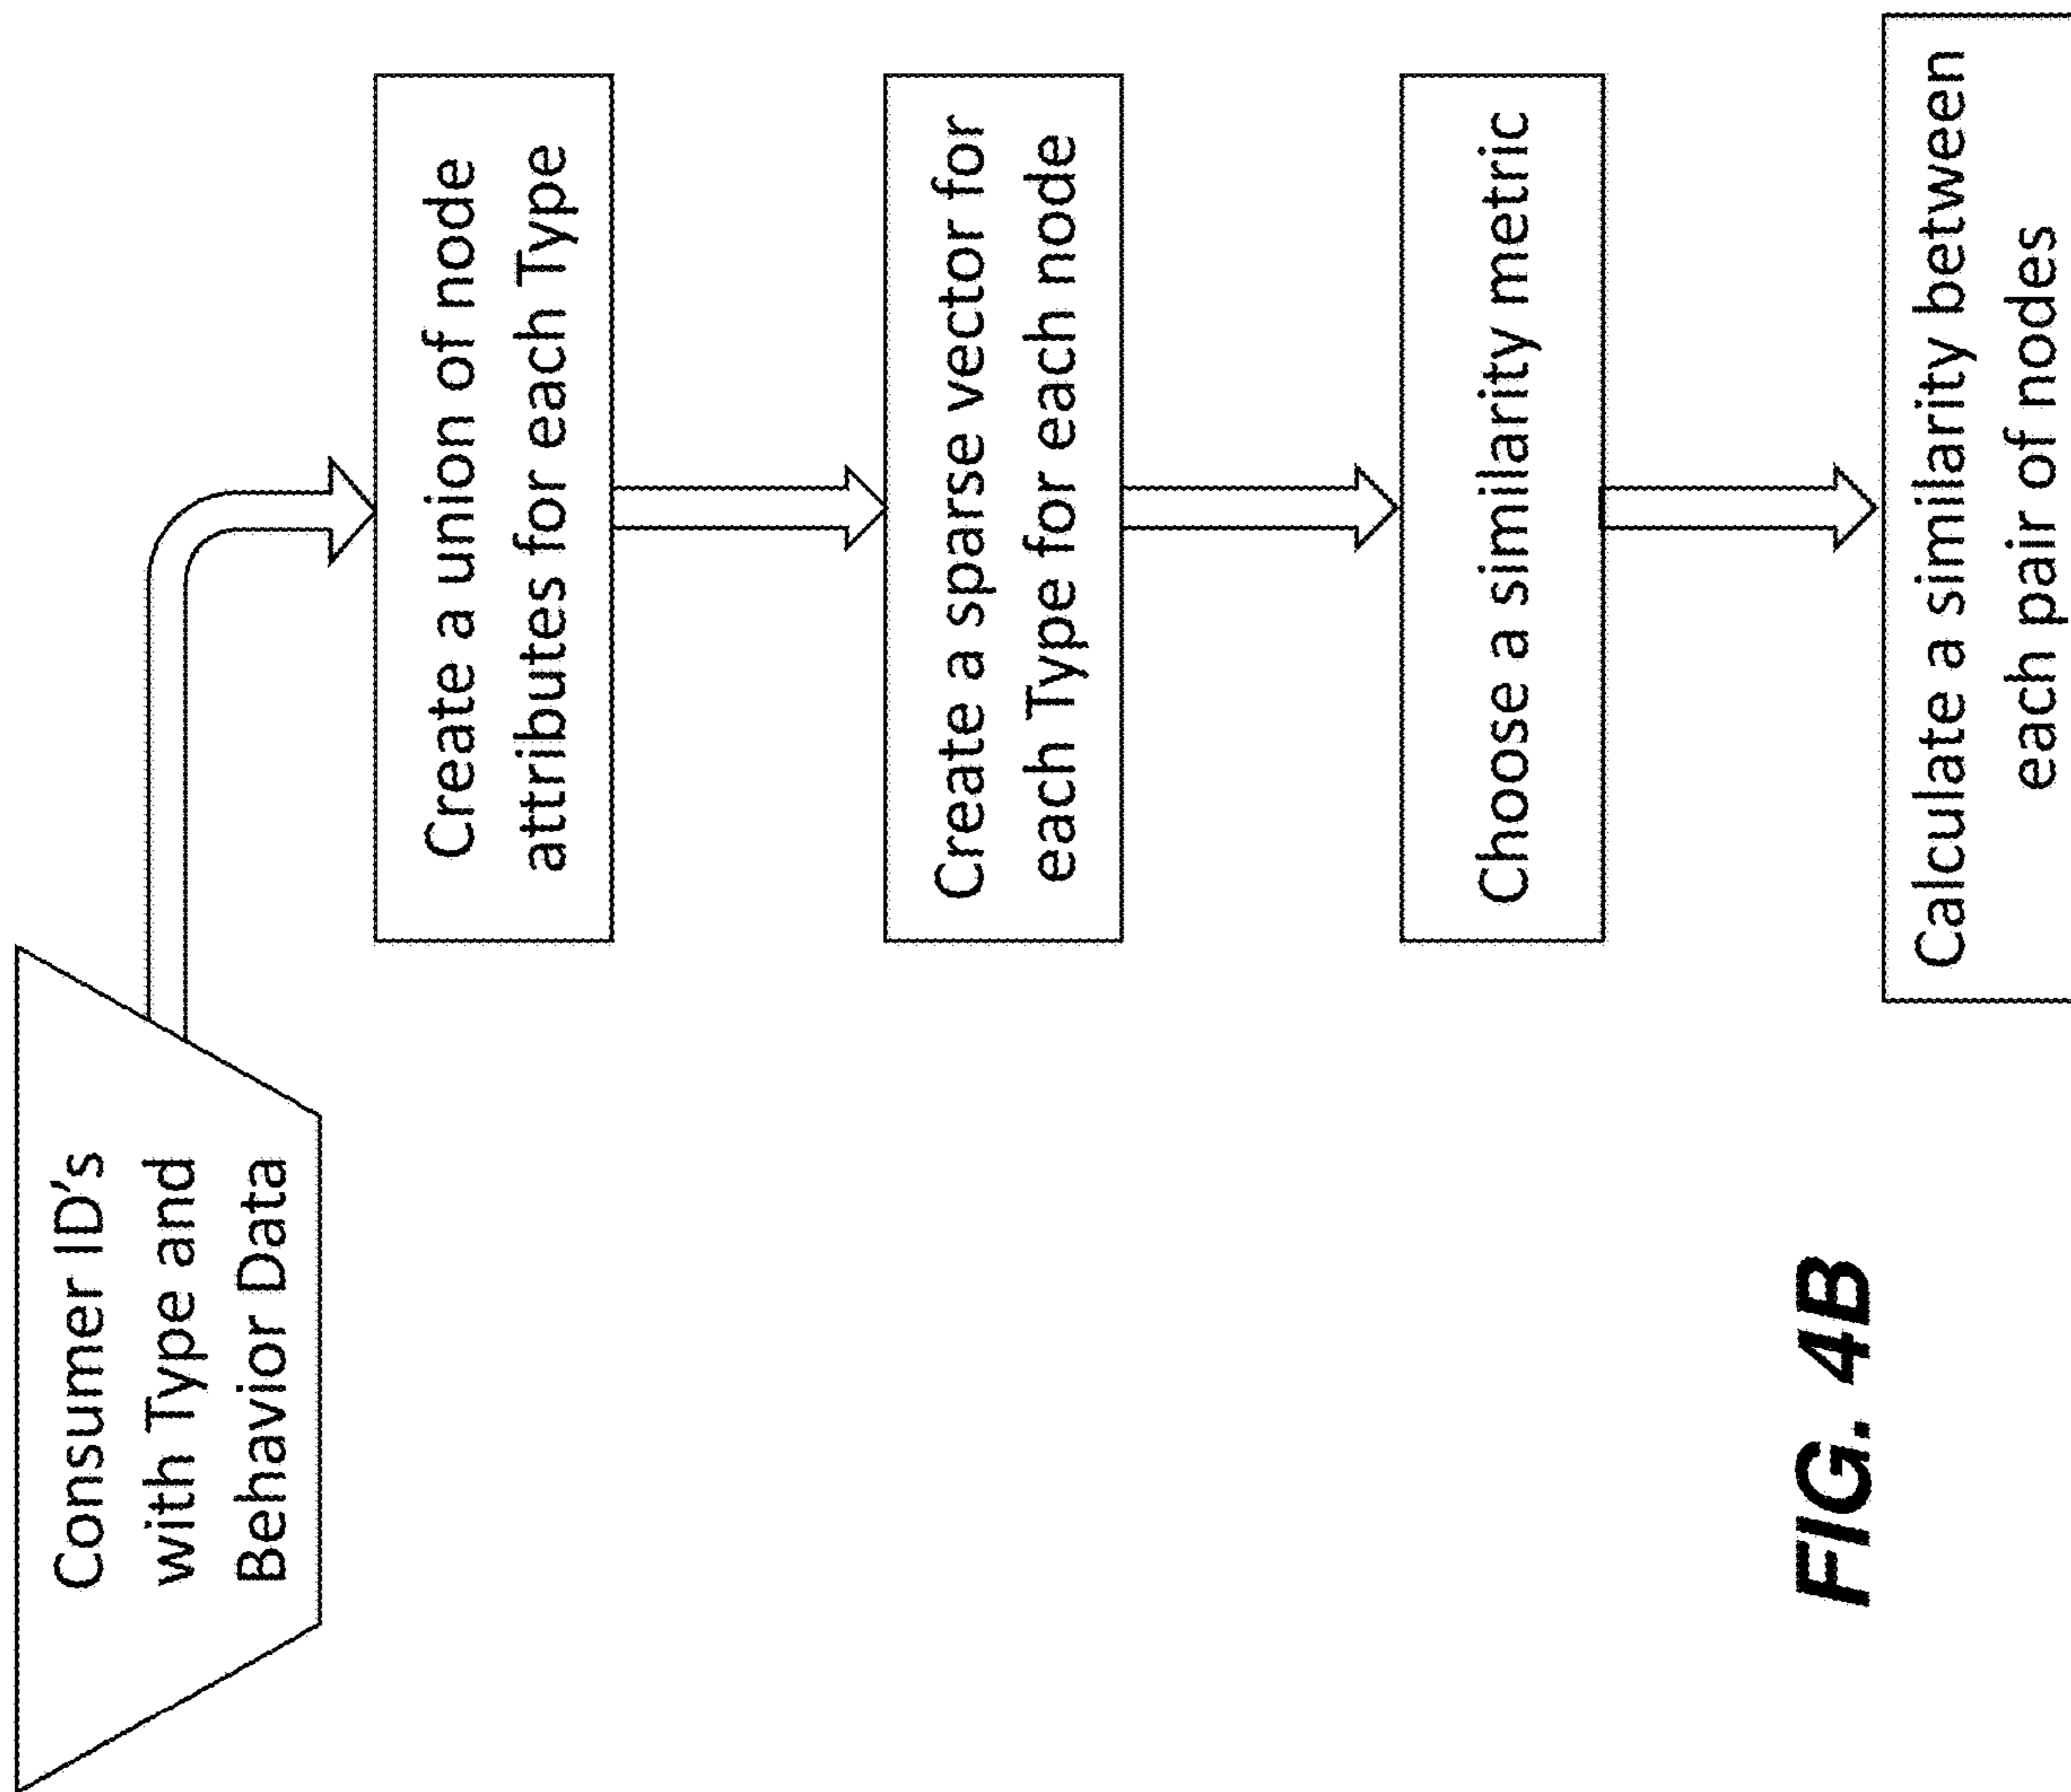 Consumer ID's
with Type and
Behavior Data
Create a union of node
attributes for each Type
Create a sparse vector for
each Type for each node
Choose a similarity metric
Calculate a similarity between
each pair of nodes
FIG. 4B